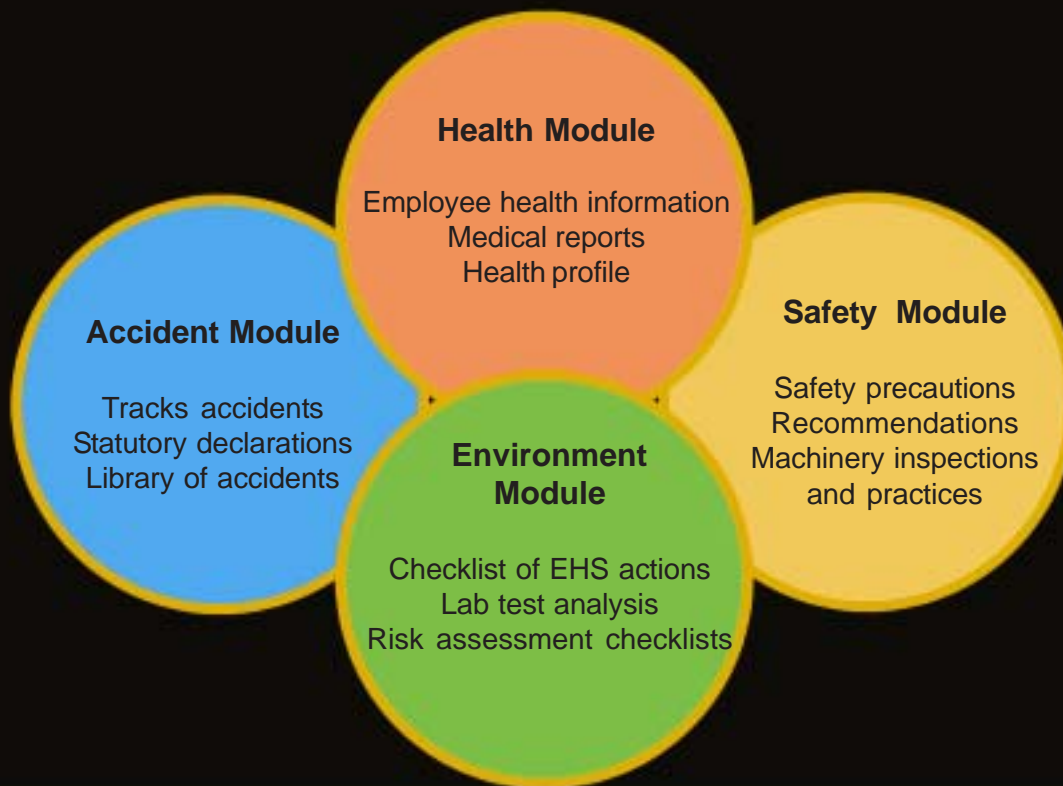 Health Module
Employee health information
Medical reports
Health profile
Accident Module
Tracks accidents
Statutory declarations
Library of accidents
Safety Module
Safety precautions
Recommendations
Machinery inspections
and practices
Environment
Module
Checklist of EHS actions
Lab test analysis
Risk assessment checklists